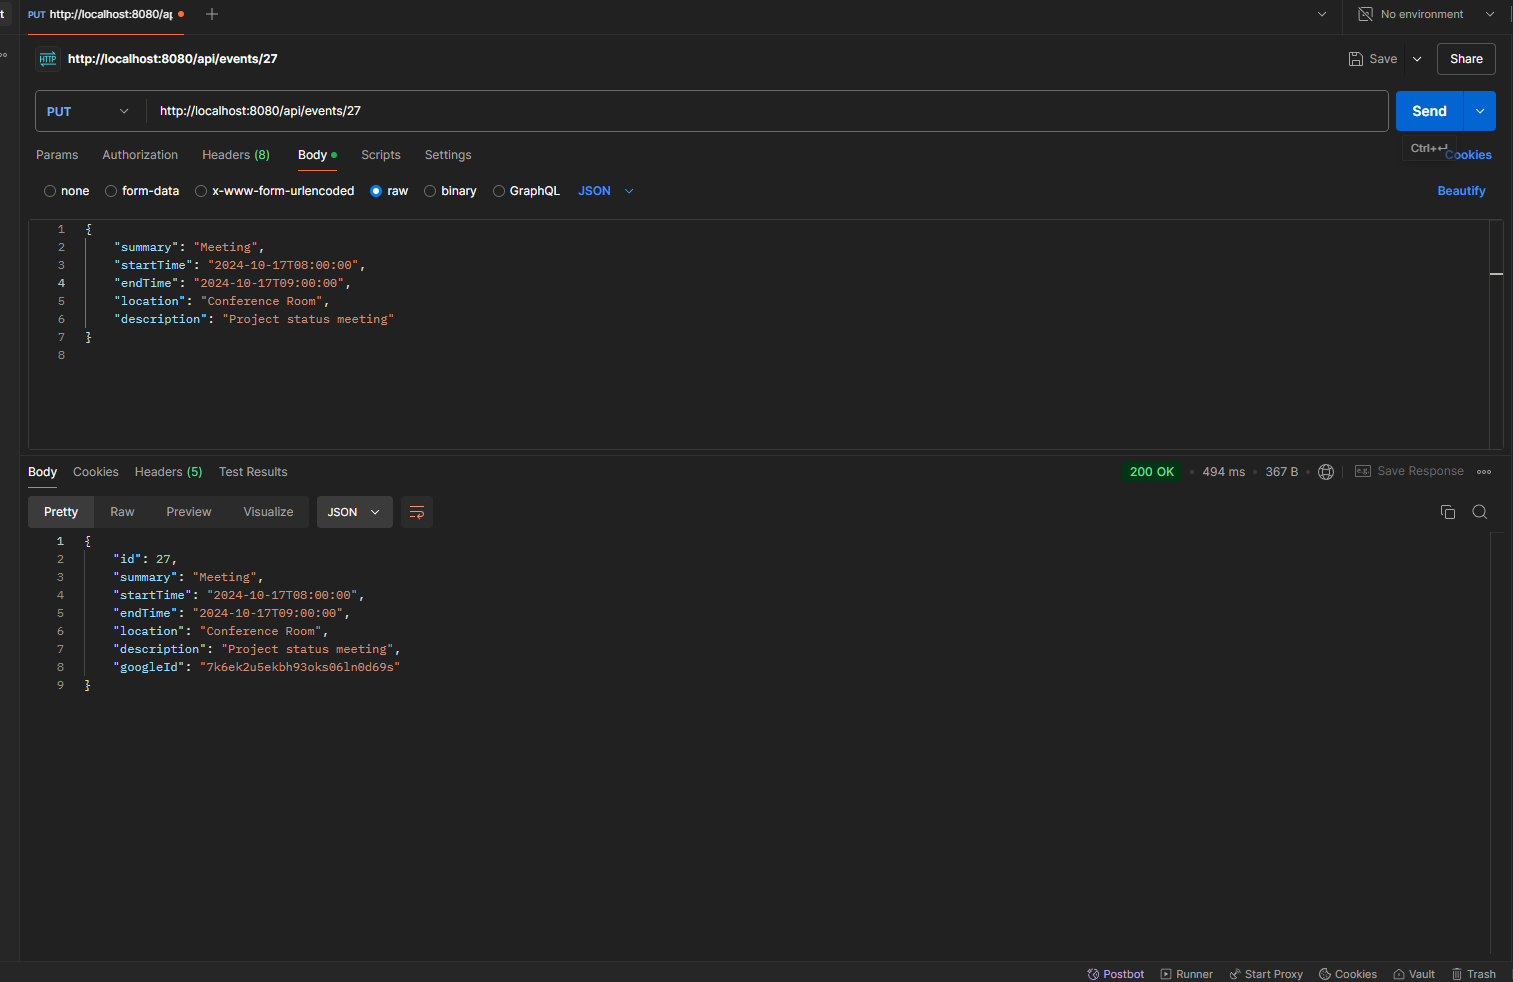 t
PUT http://localhost:8080/ap
No environment
HTTP http://localhost:8080/api/events/27
Save
Share
PUT
http://localhost:8080/api/events/27
Send
Params Authorization Headers (8) Body Scripts Settings
Ctrl+↵
Cookies
none form-data x-www-form-urlencoded raw binary GraphQL JSON
Beautify
1 {
2 "summary": "Meeting",
3 "startTime": "2024-10-17T08:00:00",
4 "endTime": "2024-10-17T09:00:00",
5 "location": "Conference Room",
6 "description": "Project status meeting"
7 }
8
Body Cookies Headers (5) Test Results
200 OK • 494 ms • 367 B •
e.g. Save Response
Pretty Raw Preview Visualize JSON
1 {
2 "id": 27,
3 "summary": "Meeting",
4 "startTime": "2024-10-17T08:00:00",
5 "endTime": "2024-10-17T09:00:00",
6 "location": "Conference Room",
7 "description": "Project status meeting",
8 "googleId": "7k6ek2u5ekbh93oks06ln0d69s"
9 }
Postbot Runner Start Proxy Cookies Vault Trash